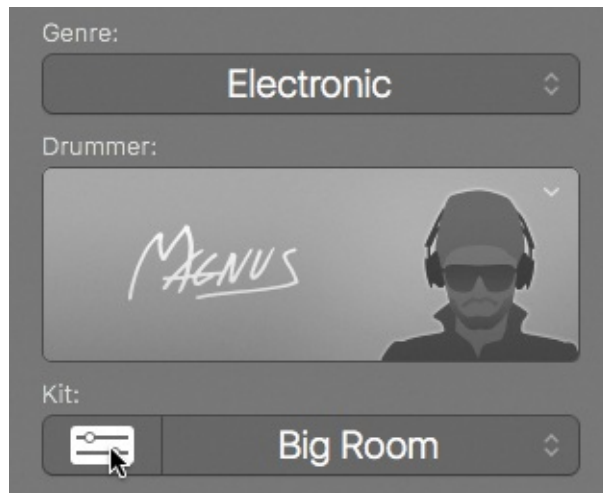 Genre:
Electronic
Drummer:
MAGNUS
Kit:
Big Room